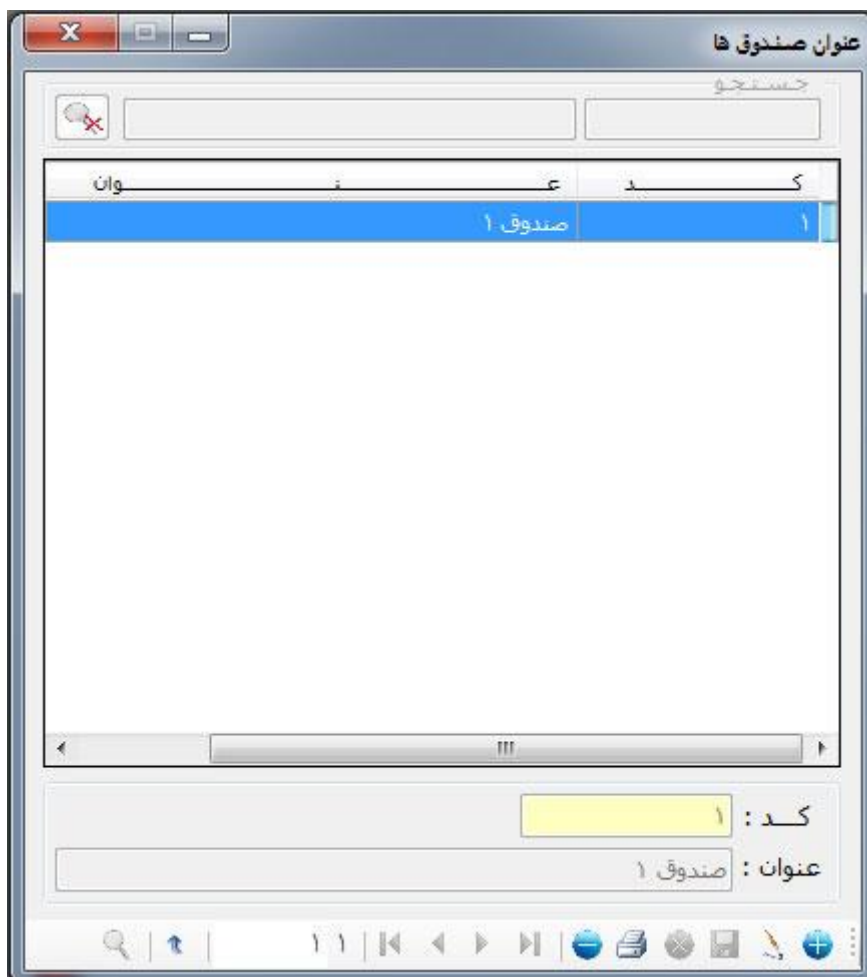 عنوان صندوق ها
جستجو
کد عنوان
۱ صندوق ۱
کد : ۱
عنوان : صندوق ۱
۱ ۱